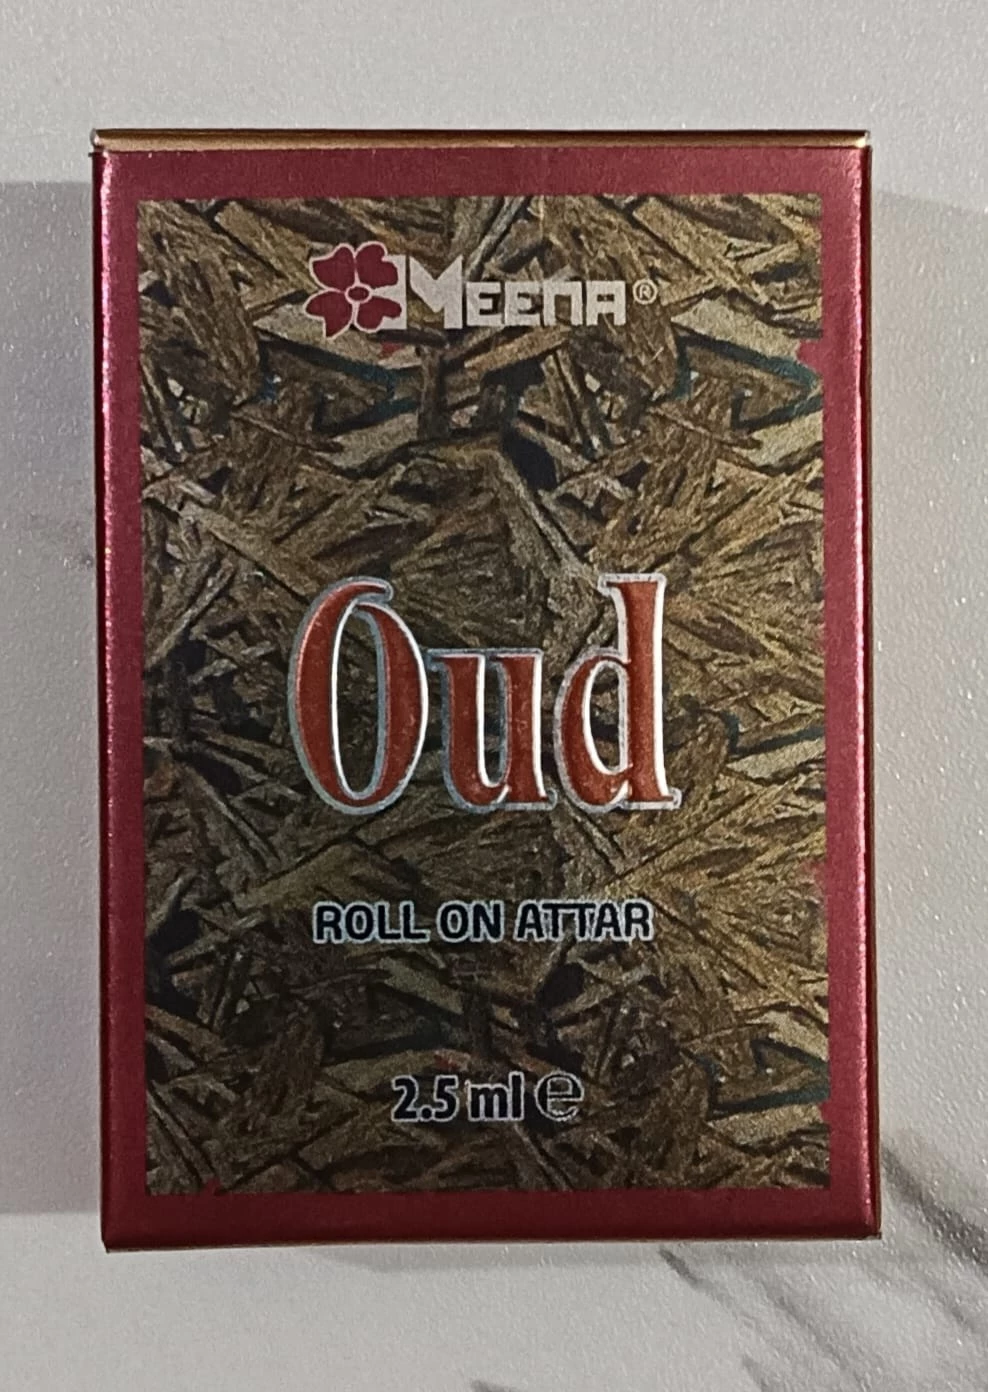 MEENA®
Oud
ROLL ON ATTAR
2.5 ml ℮